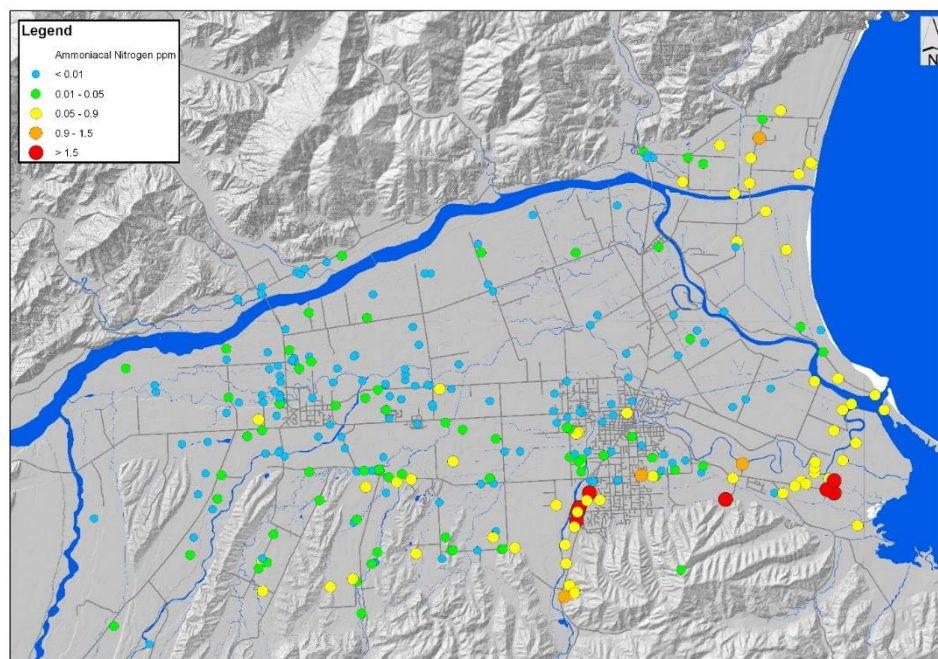 Legend
Ammoniacal Nitrogen ppm
< 0.01
0.01 - 0.05
0.05 - 0.9
0.9 - 1.5
> 1.5
N